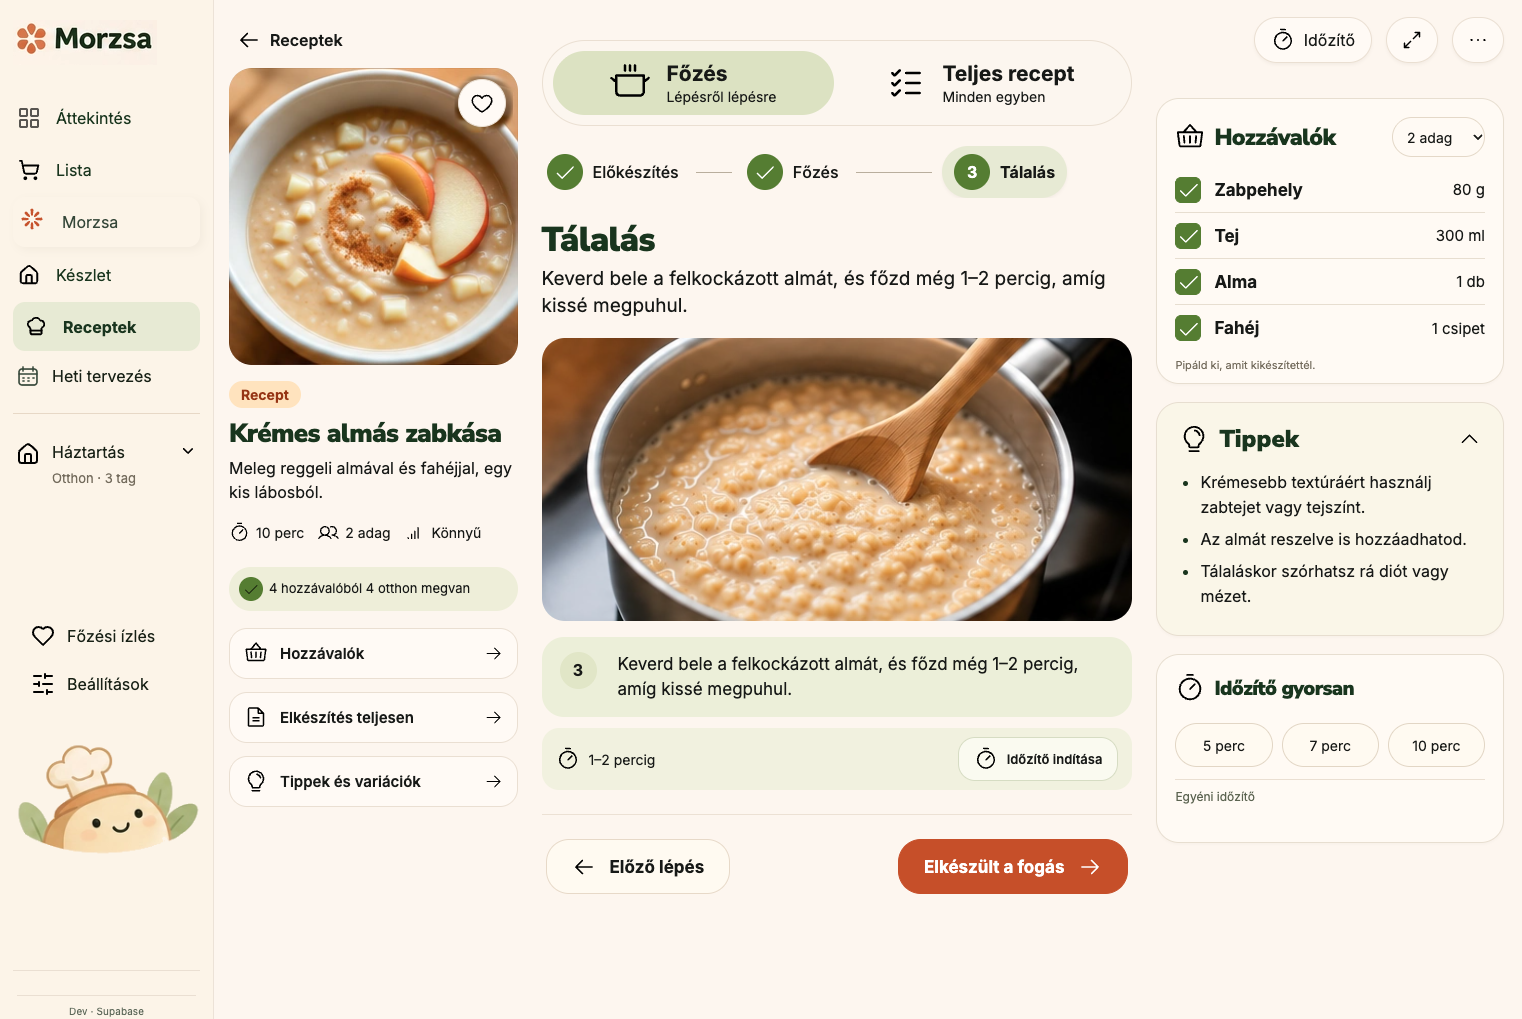 Morzsa
Áttekintés
Lista
Morzsa
Készlet
Receptek
Heti tervezés
Háztartás
Otthon · 3 tag
Főzési ízlés
Beállítások
Dev · Supabase
Receptek
Recept
Krémes almás zabkása
Meleg reggeli almával és fahéjjal, egy
kis lábosból.
10 perc 2 adag Könnyű
4 hozzávalóból 4 otthon megvan
Hozzávalók
Elkészítés teljesen
Tippek és variációk
Főzés
Lépésről lépésre
Teljes recept
Minden egyben
Előkészítés
Főzés
3 Tálalás
Tálalás
Keverd bele a felkockázott almát, és főzd még 1–2 percig, amíg
kissé megpuhul.
3
Keverd bele a felkockázott almát, és főzd még 1–2 percig,
amíg kissé megpuhul.
1–2 percig
Időzítő indítása
Előző lépés
Elkészült a fogás
Időzítő
Hozzávalók
2 adag
Zabpehely 80 g
Tej 300 ml
Alma 1 db
Fahéj 1 csipet
Pipáld ki, amit kikészítettél.
Tippek
• Krémesebb textúráért használj
zabtejet vagy tejszínt.
• Az almát reszelve is hozzáadhatod.
• Tálaláskor szórhatsz rá diót vagy
mézet.
Időzítő gyorsan
5 perc
7 perc
10 perc
Egyéni időzítő